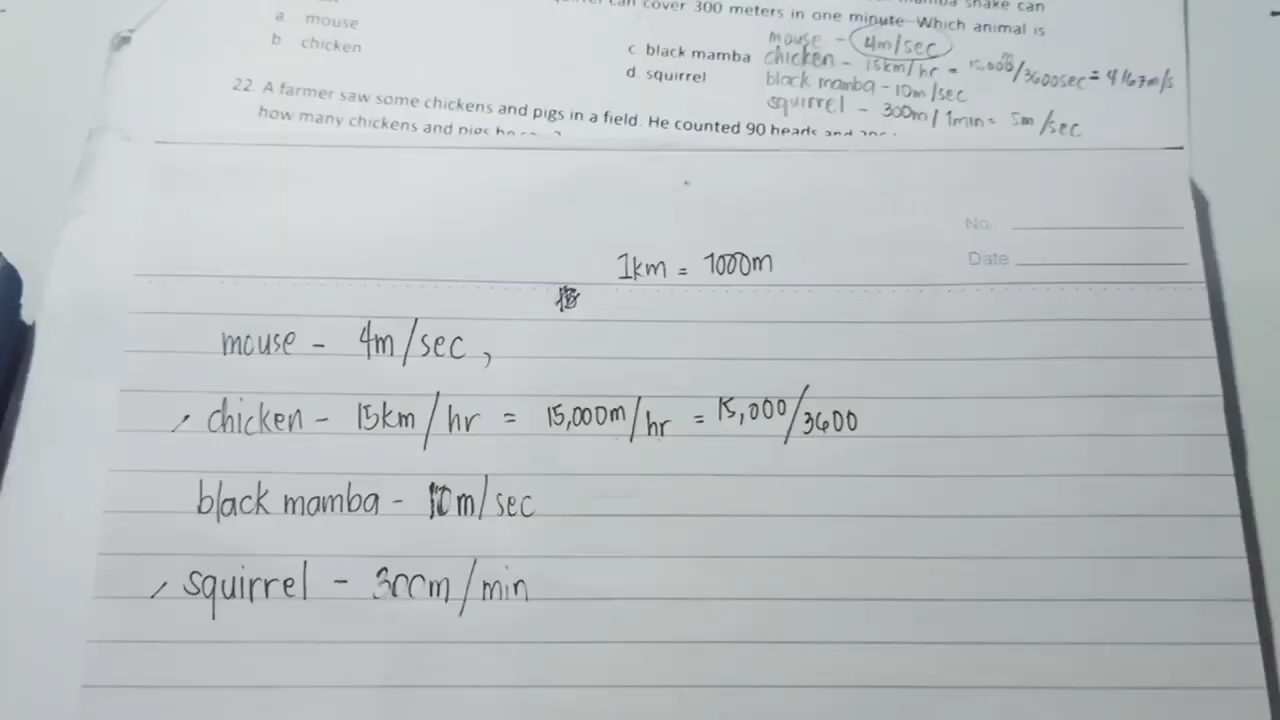 can cover 300 meters in one minute. Which animal is
a. mouse
b. chicken
c. black mamba
d. squirrel
mouse - 4m/sec
chicken - 15km/hr = 15,000/3600sec = 4.167m/s
black mamba - 10m/sec
squirrel - 300m/1min = 5m/sec
22. A farmer saw some chickens and pigs in a field. He counted 90 heads and
how many chickens and pigs
No.
Date
1km = 1000m
mouse - 4m/sec,
chicken - 15km/hr = 15,000m/hr = 15,000/3600
black mamba - 10m/sec
squirrel - 300m/min